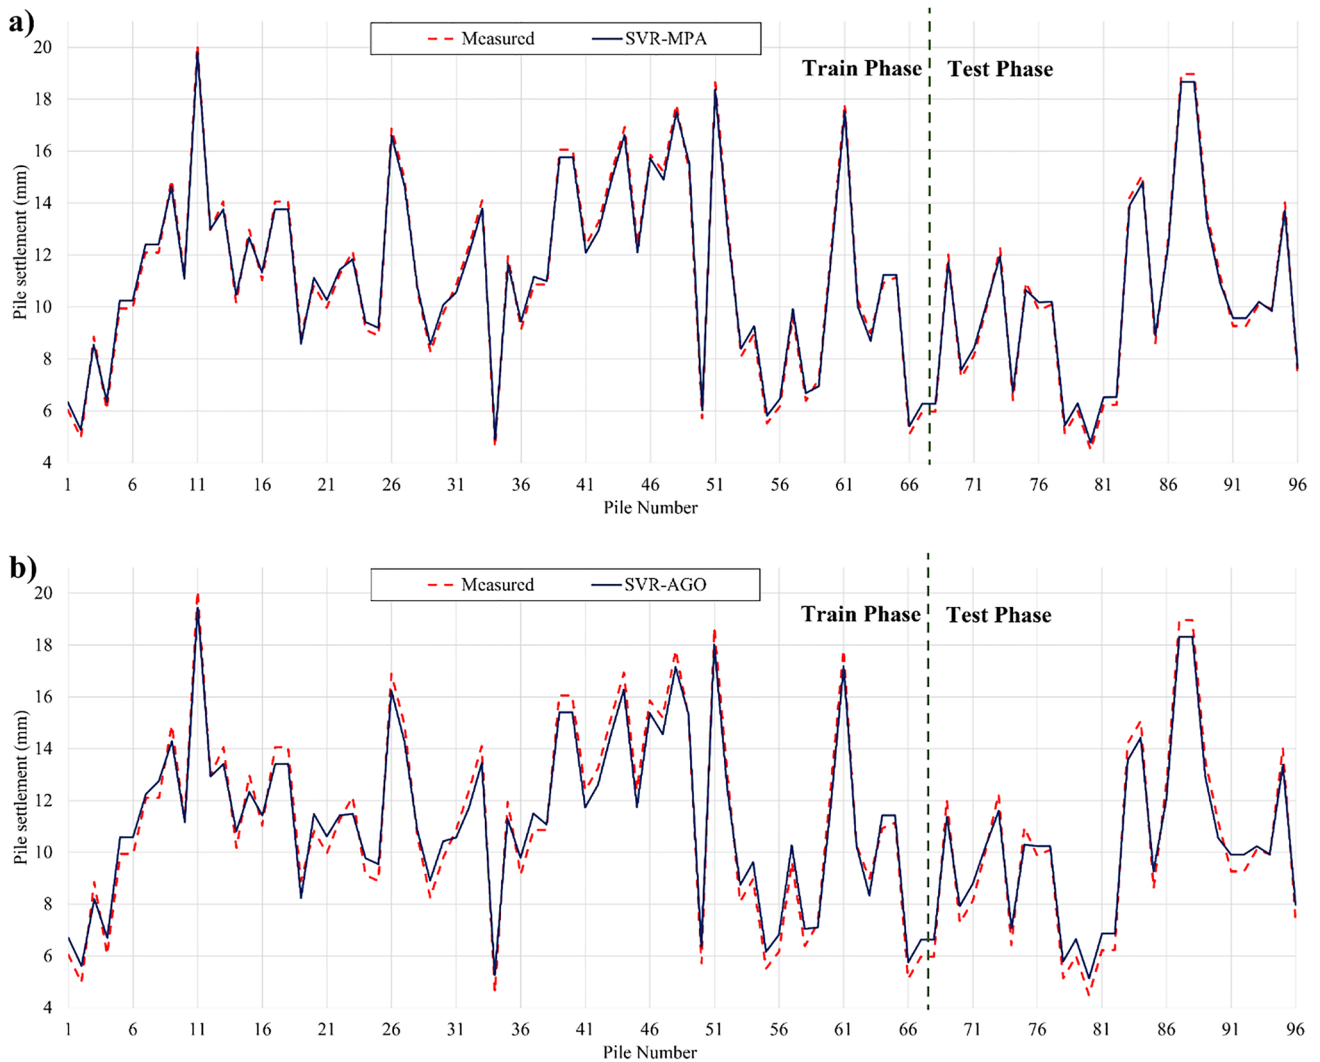 a)
Measured SVR-MPA
Train Phase Test Phase
Pile settlement (mm)
20
18
16
14
12
10
8
6
4
1 6 11 16 21 26 31 36 41 46 51 56 61 66 71 76 81 86 91 96
Pile Number
b)
Measured SVR-AGO
Train Phase Test Phase
Pile settlement (mm)
20
18
16
14
12
10
8
6
4
1 6 11 16 21 26 31 36 41 46 51 56 61 66 71 76 81 86 91 96
Pile Number